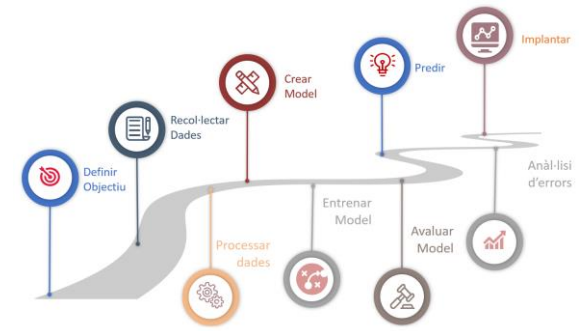 Definir
Objectiu
Recol·lectar
Dades
Processar
dades
Crear
Model
Entrenar
Model
Predir
Avaluar
Model
Implantar
Anàl·lisi
d'errors